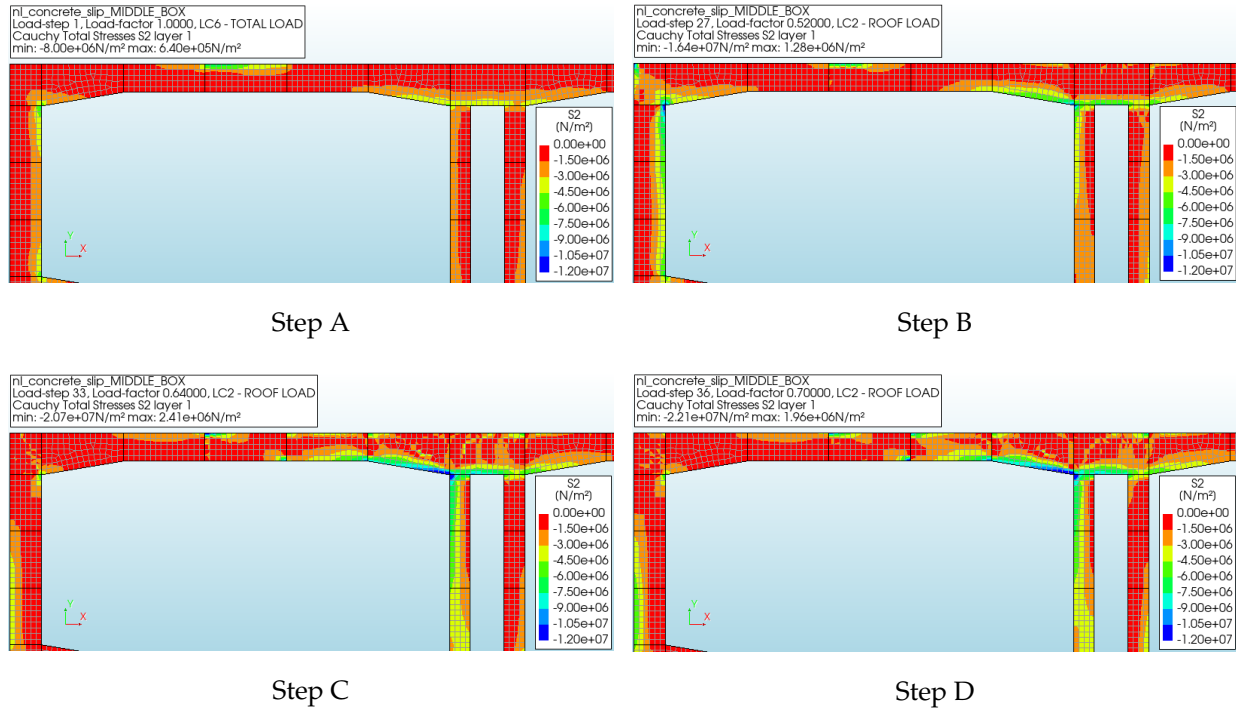 nl_concrete_slip_MIDDLE_BOX
Load-step 1, Load-factor 1.0000, LC6 - TOTAL LOAD
Cauchy Total Stresses S2 layer 1
min: -8.00e+06N/m² max: 6.40e+05N/m²
S2
(N/m²)
0.00e+00
-1.50e+06
-3.00e+06
-4.50e+06
-6.00e+06
-7.50e+06
-9.00e+06
-1.05e+07
-1.20e+07
Y
X
Step A
nl_concrete_slip_MIDDLE_BOX
Load-step 27, Load-factor 0.52000, LC2 - ROOF LOAD
Cauchy Total Stresses S2 layer 1
min: -1.64e+07N/m² max: 1.28e+06N/m²
S2
(N/m²)
0.00e+00
-1.50e+06
-3.00e+06
-4.50e+06
-6.00e+06
-7.50e+06
-9.00e+06
-1.05e+07
-1.20e+07
Y
X
Step B
nl_concrete_slip_MIDDLE_BOX
Load-step 33, Load-factor 0.64000, LC2 - ROOF LOAD
Cauchy Total Stresses S2 layer 1
min: -2.07e+07N/m² max: 2.41e+06N/m²
S2
(N/m²)
0.00e+00
-1.50e+06
-3.00e+06
-4.50e+06
-6.00e+06
-7.50e+06
-9.00e+06
-1.05e+07
-1.20e+07
Y
X
Step C
nl_concrete_slip_MIDDLE_BOX
Load-step 36, Load-factor 0.70000, LC2 - ROOF LOAD
Cauchy Total Stresses S2 layer 1
min: -2.21e+07N/m² max: 1.96e+06N/m²
S2
(N/m²)
0.00e+00
-1.50e+06
-3.00e+06
-4.50e+06
-6.00e+06
-7.50e+06
-9.00e+06
-1.05e+07
-1.20e+07
Y
X
Step D